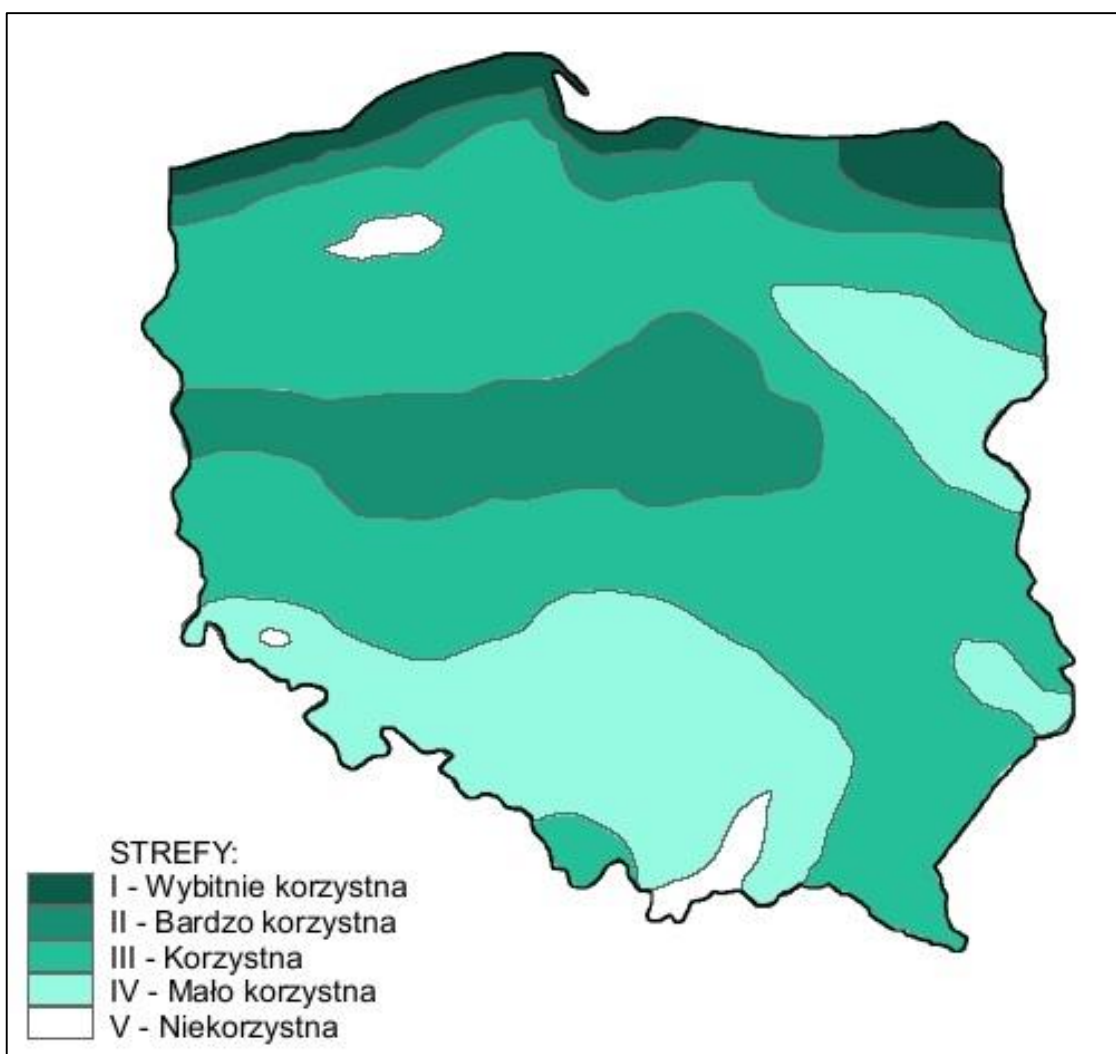 STREFY:
I - Wybitnie korzystna
II - Bardzo korzystna
III - Korzystna
IV - Mało korzystna
V - Niekorzystna